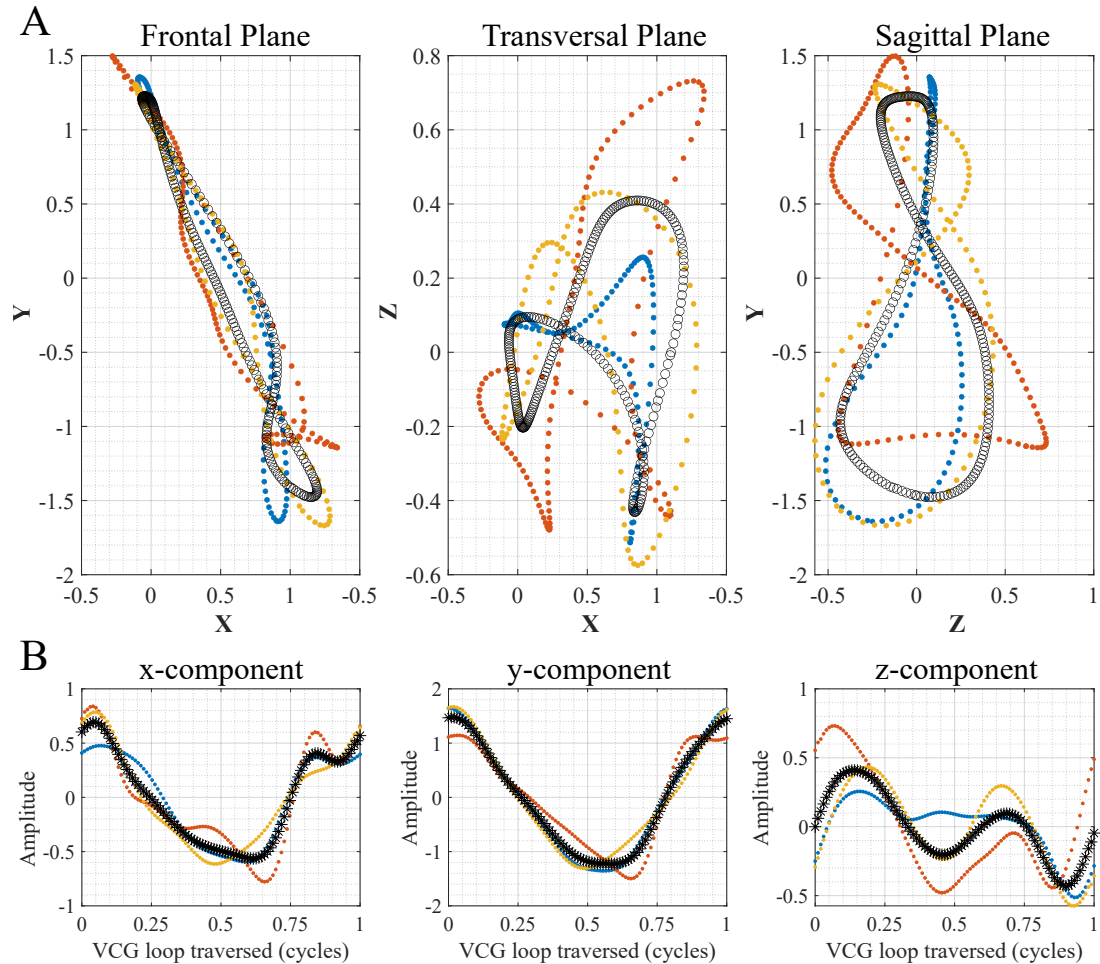 A
Frontal Plane
Transversal Plane
Sagittal Plane
1.5
1
0.5
0
-0.5
-1
-1.5
-2
Y
-0.5 0 0.5 1 -0.5
X
0.8
0.6
0.4
0.2
0
-0.2
-0.4
-0.6
Z
-0.5 0 0.5 1 -0.5
X
1.5
1
0.5
0
-0.5
-1
-1.5
-2
Y
-0.5 0 0.5 1
Z
B
x-component
y-component
z-component
1
0.5
0
-0.5
-1
Amplitude
0 0.25 0.5 0.75 1
VCG loop traversed (cycles)
2
1
0
-1
-2
Amplitude
0 0.25 0.5 0.75 1
VCG loop traversed (cycles)
1
0.5
0
-0.5
Amplitude
0 0.25 0.5 0.75 1
VCG loop traversed (cycles)